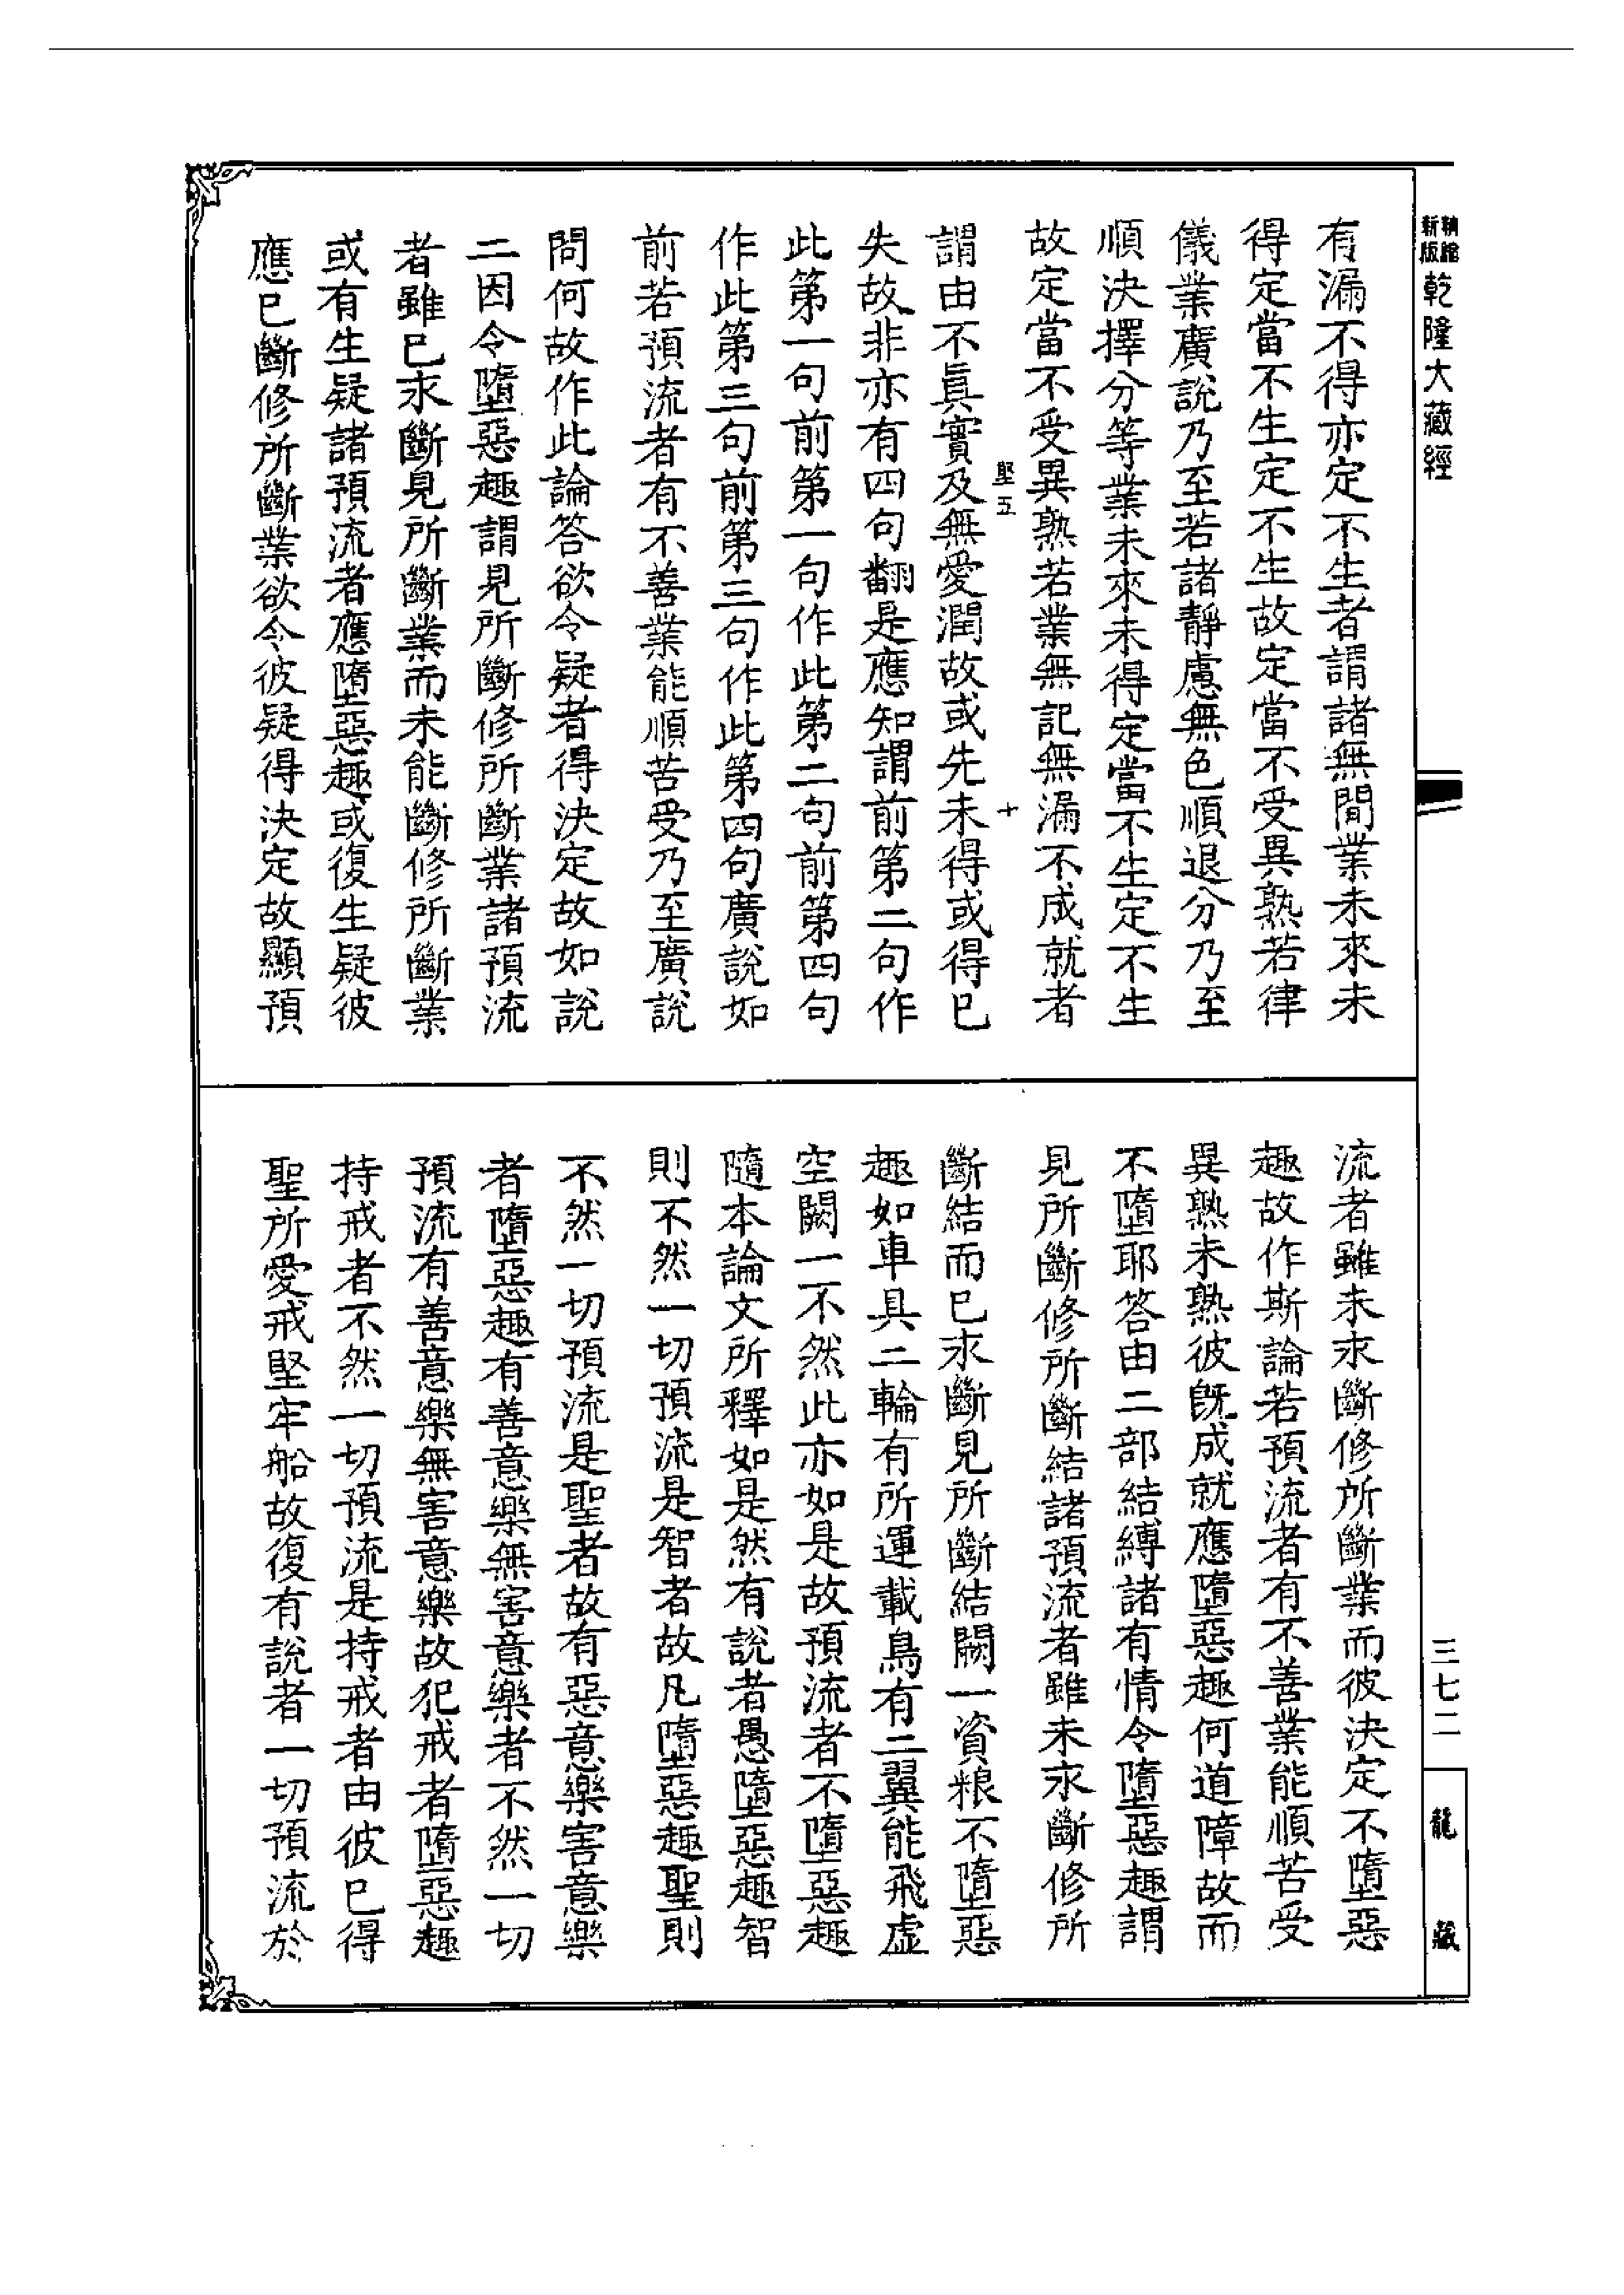 新版 精縮 乾隆大藏經
有漏不得亦定不生者謂諸無間業未來未
得定當不生定不生故定當不受異熟若律
儀業廣說乃至若諸靜慮無色順退分乃至
順決擇分等業未來未得定當不生定不生
故定當不受異熟若業無記無漏不成就者
堅五 十
謂由不真實及無愛潤故或先未得或得已
失故非亦有四句翻是應知謂前第二句作
此第一句前第一句作此第二句前第四句
作此第三句前第三句作此第四句廣說如
前若預流者有不善業能順苦受乃至廣說
問何故作此論答欲令疑者得決定故如說
二因令墮惡趣謂見所斷修所斷業諸預流
者雖已求斷見所斷業而未能斷修所斷業
或有生疑諸預流者應墮惡趣或復生疑彼
應已斷修所斷業欲令彼疑得決定故顯預
流者雖未求斷修所斷業而彼決定不墮惡
趣故作斯論若預流者有不善業能順苦受
異熟未熟彼既成就應墮惡趣何道障故而
不墮耶答由二部結縛諸有情令墮惡趣謂
見所斷修所斷結諸預流者雖未求斷修所
斷結而已求斷見所斷結闕一資粮不墮惡
趣如車具二輪有所運載鳥有二翼能飛虛
空闕一不然此亦如是故預流者不墮惡趣
隨本論文所釋如是然有說者愚墮惡趣智
則不然一切預流是智者故凡墮惡趣聖則
不然一切預流是聖者故有惡意樂害意樂
者墮惡趣有善意樂無害意樂者不然一切
預流有善意樂無害意樂故犯戒者墮惡趣
持戒者不然一切預流是持戒者由彼已得
聖所愛戒堅牢船故復有說者一切預流於
三七二
龍藏